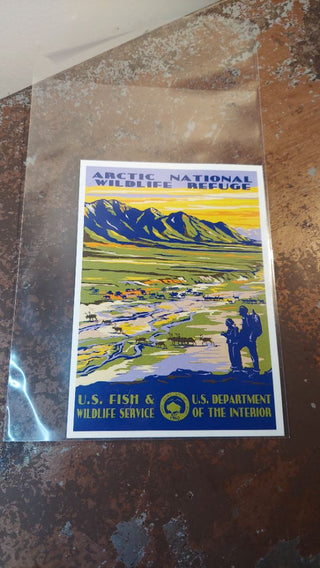 ARCTIC NATIONAL
WILDLIFE REFUGE
U.S. FISH &
WILDLIFE SERVICE
U.S. DEPARTMENT
OF THE INTERIOR